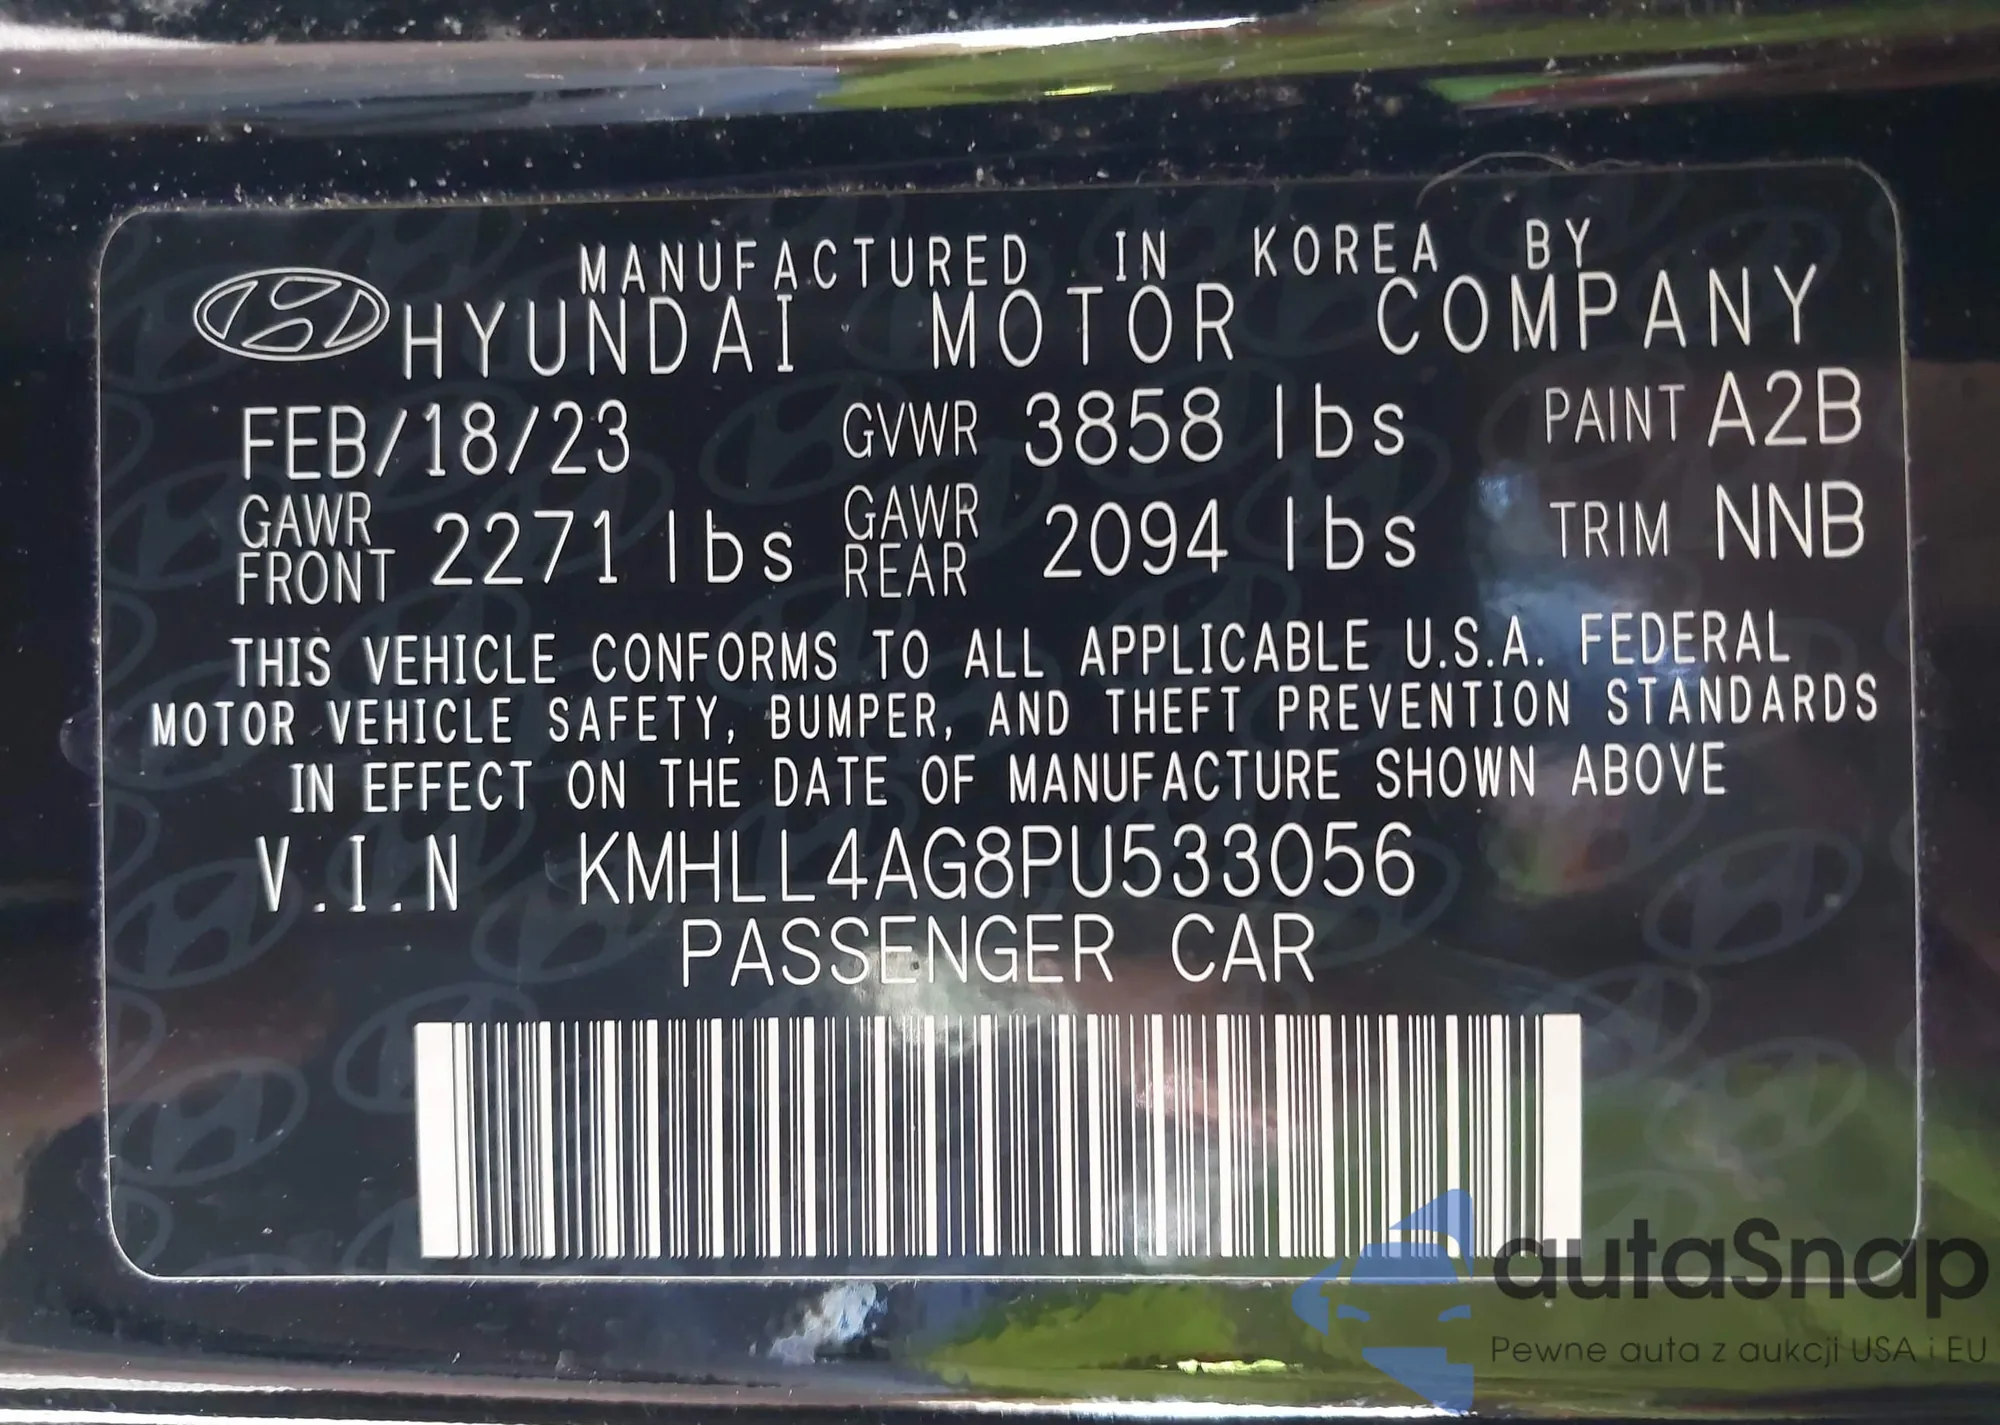 MANUFACTURED IN KOREA BY
HYUNDAI MOTOR COMPANY
FEB/18/23 GVWR 3858 lbs PAINT A2B
GAWR FRONT 2271 lbs GAWR REAR 2094 lbs TRIM NNB
THIS VEHICLE CONFORMS TO ALL APPLICABLE U.S.A. FEDERAL
MOTOR VEHICLE SAFETY, BUMPER, AND THEFT PREVENTION STANDARDS
IN EFFECT ON THE DATE OF MANUFACTURE SHOWN ABOVE
V.I.N KMHLL4AG8PU533056
PASSENGER CAR
autaSnap
Pewne auta z aukcji USA i EU